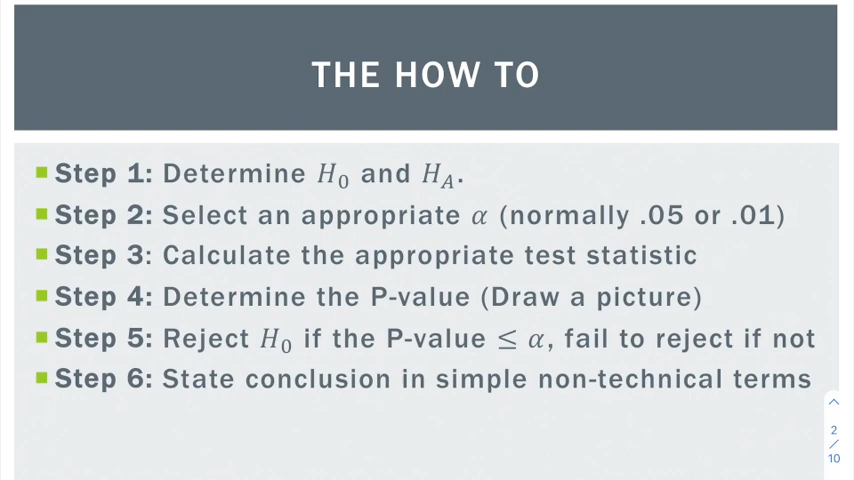 THE HOW TO
Step 1: Determine H₀ and H_A.
Step 2: Select an appropriate α (normally .05 or .01)
Step 3: Calculate the appropriate test statistic
Step 4: Determine the P-value (Draw a picture)
Step 5: Reject H₀ if the P-value ≤ α, fail to reject if not
Step 6: State conclusion in simple non-technical terms
2
/
10